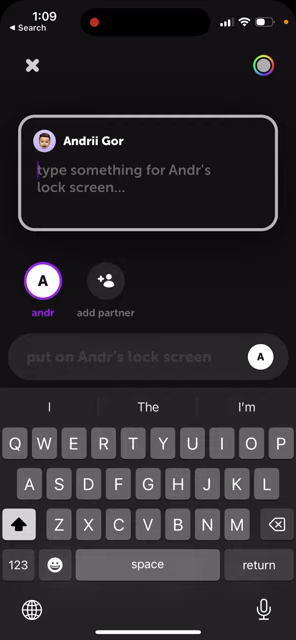 1:09
◀ Search
Andrii Gor
type something for Andr's
lock screen...
A
andr
add partner
put on Andr's lock screen
A
I
The
I'm
Q W E R T Y U I O P
A S D F G H J K L
Z X C V B N M
123
space
return